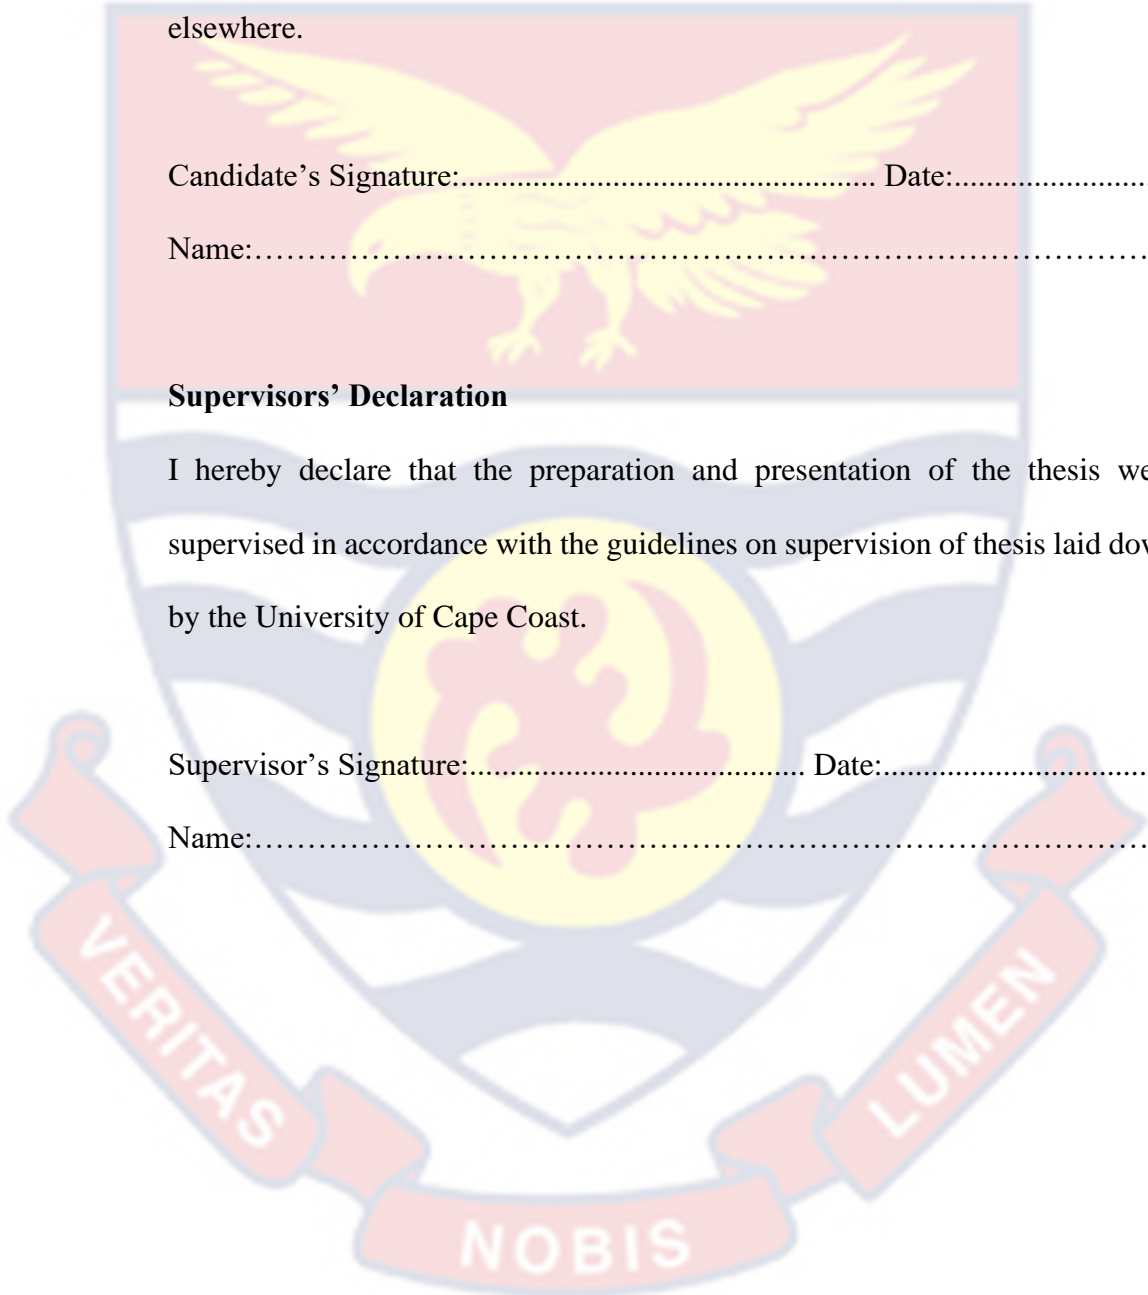 elsewhere.
Candidate’s Signature:................................................... Date:........................
Name:……………………………………………………………………………
Supervisors’ Declaration
I hereby declare that the preparation and presentation of the thesis we
supervised in accordance with the guidelines on supervision of thesis laid dow
by the University of Cape Coast.
Supervisor’s Signature:......................................... Date:.................................
Name:……………………………………………………………………………
VERITAS
NOBIS
LUMEN